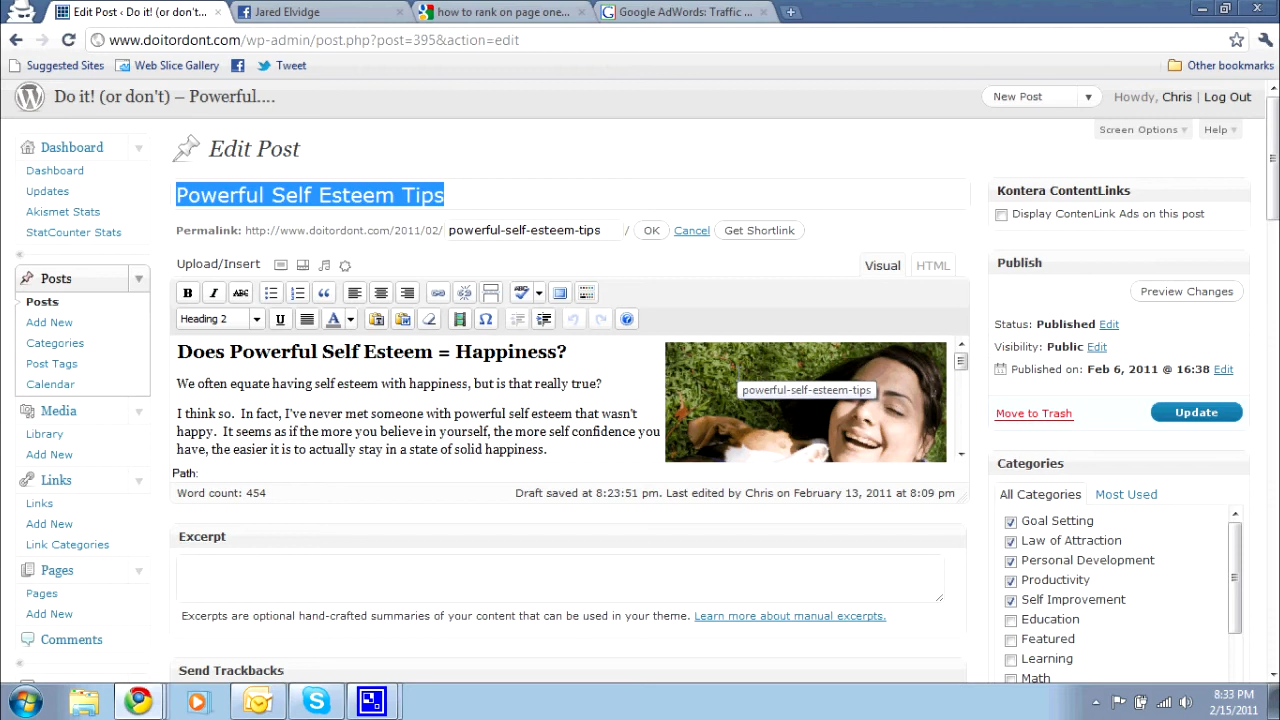 Edit Post ‹ Do it! (or don't...
Jared Elvidge
how to rank on page one...
Google AdWords: Traffic ...
www.doitordont.com/wp-admin/post.php?post=395&action=edit
Suggested Sites
Web Slice Gallery
Tweet
Other bookmarks
Do it! (or don't) – Powerful....
New Post
Howdy, Chris | Log Out
Screen Options
Help
Dashboard
Dashboard
Updates
Akismet Stats
StatCounter Stats
Posts
Posts
Add New
Categories
Post Tags
Calendar
Media
Library
Add New
Links
Links
Add New
Link Categories
Pages
Pages
Add New
Comments
Edit Post
Powerful Self Esteem Tips
Permalink: http://www.doitordont.com/2011/02/ powerful-self-esteem-tips / OK Cancel Get Shortlink
Upload/Insert
Visual HTML
B I ABC
ABC
Heading 2 U A Ω
Does Powerful Self Esteem = Happiness?
We often equate having self esteem with happiness, but is that really true?
I think so. In fact, I've never met someone with powerful self esteem that wasn't
happy. It seems as if the more you believe in yourself, the more self confidence you
have, the easier it is to actually stay in a state of solid happiness.
powerful-self-esteem-tips
Path:
Word count: 454
Draft saved at 8:23:51 pm. Last edited by Chris on February 13, 2011 at 8:09 pm
Excerpt
Excerpts are optional hand-crafted summaries of your content that can be used in your theme. Learn more about manual excerpts.
Send Trackbacks
Kontera ContentLinks
Display ContenLink Ads on this post
Publish
Preview Changes
Status: Published Edit
Visibility: Public Edit
Published on: Feb 6, 2011 @ 16:38 Edit
Move to Trash
Update
Categories
All Categories Most Used
Goal Setting
Law of Attraction
Personal Development
Productivity
Self Improvement
Education
Featured
Learning
Math
8:33 PM
2/15/2011